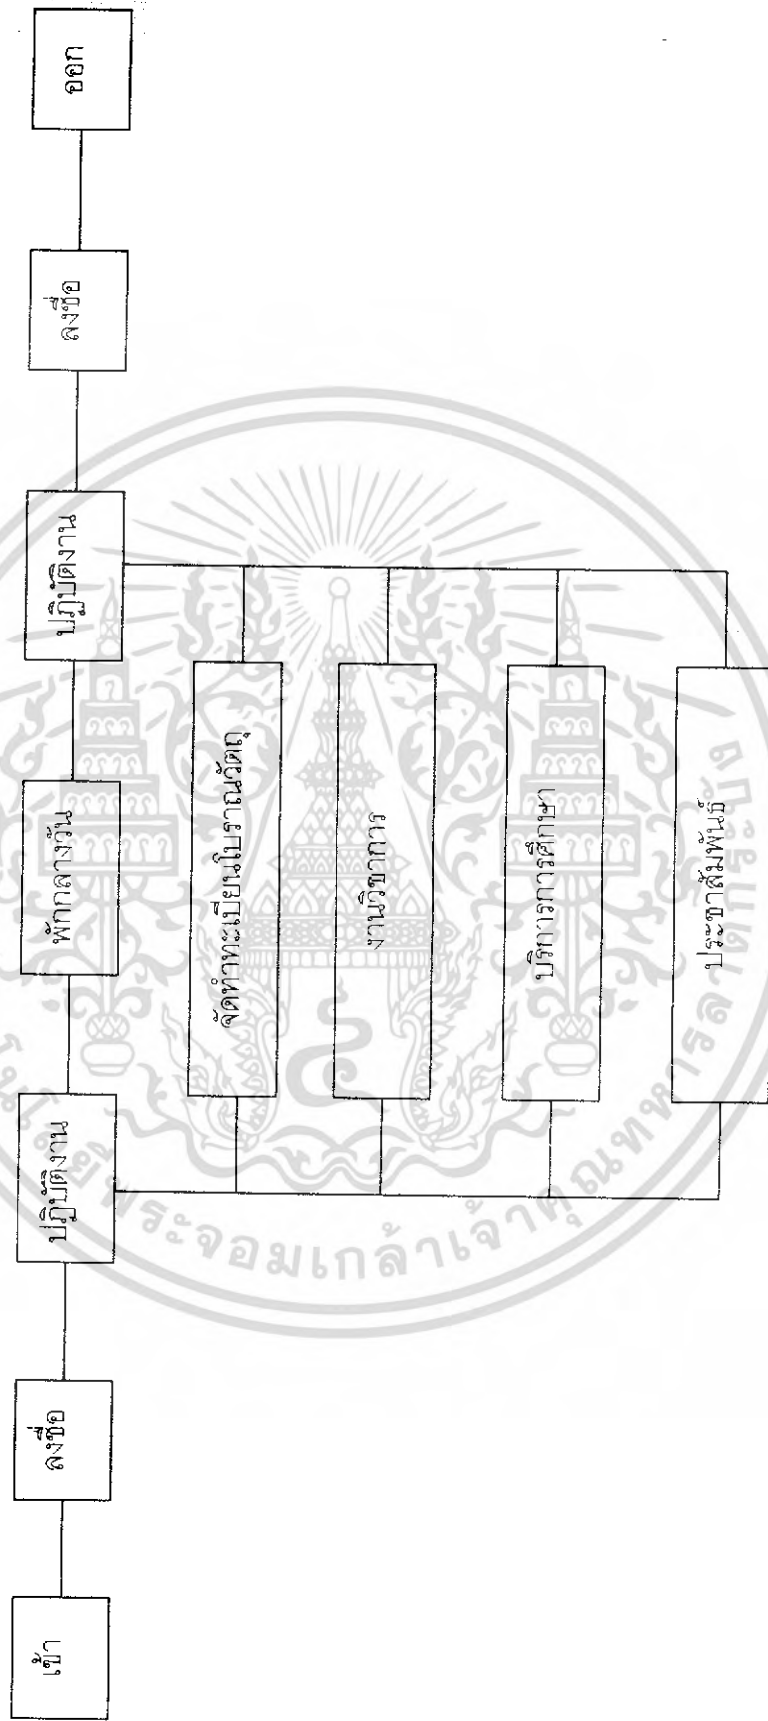 เข้า
ลงชื่อ
ปฏิบัติงาน
พักกลางวัน
ปฏิบัติงาน
ลงชื่อ
ออก
จัดทำทะเบียนโบราณวัตถุ
งานวิชาการ
บริการการศึกษา
ประชาสัมพันธ์